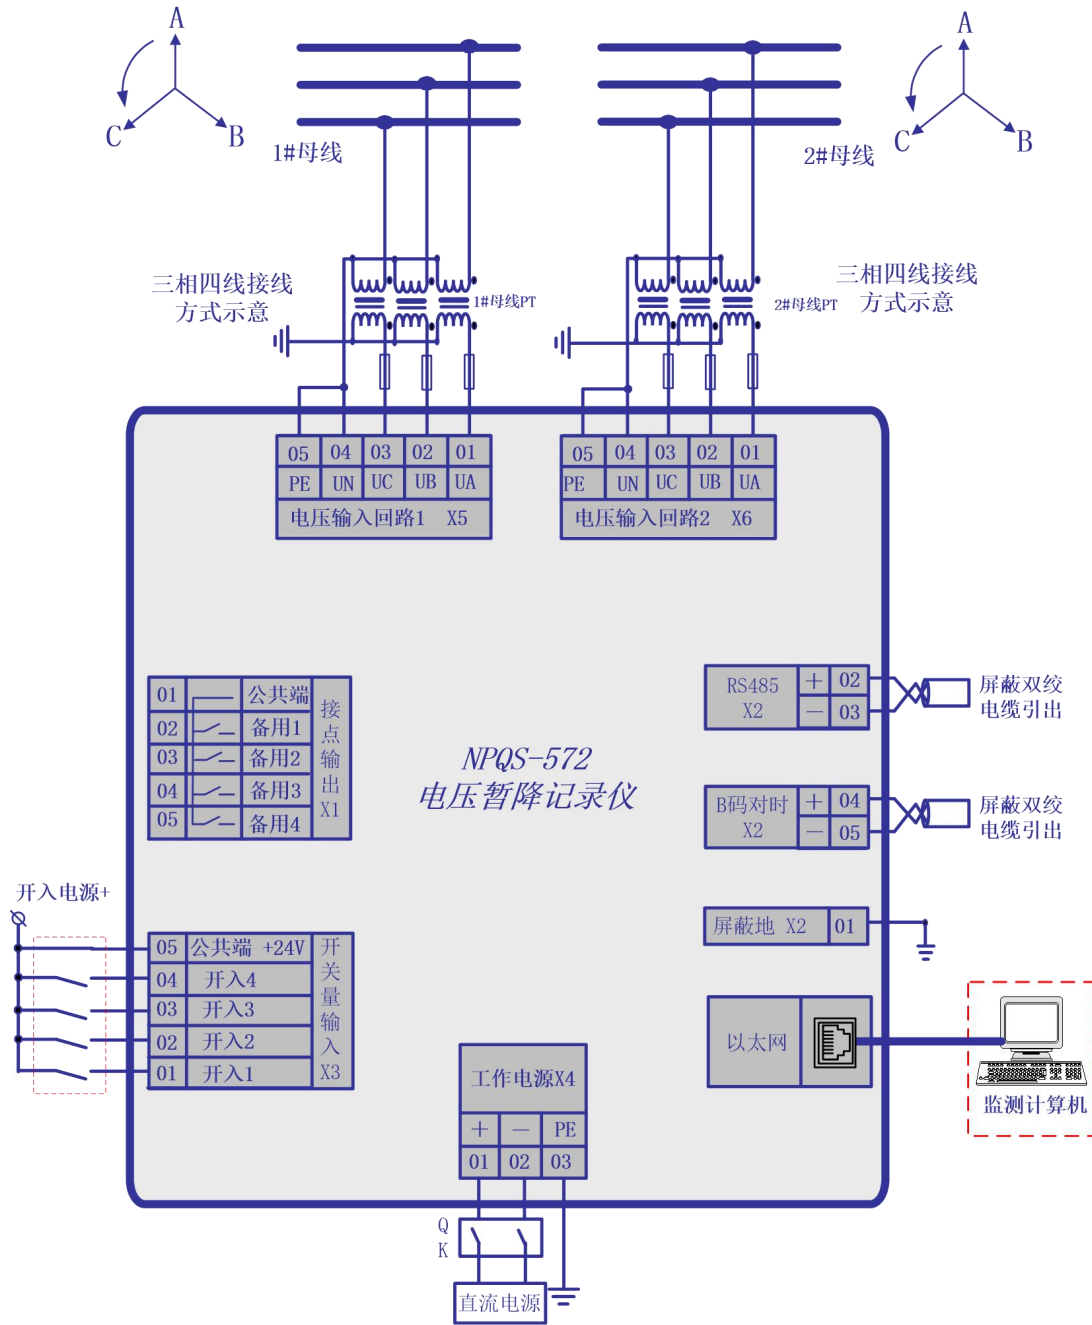 A
C
B
1#母线
A
C
B
2#母线
三相四线接线
方式示意
1#母线PT
2#母线PT
三相四线接线
方式示意
05 04 03 02 01
PE UN UC UB UA
电压输入回路1 X5
05 04 03 02 01
PE UN UC UB UA
电压输入回路2 X6
01 公共端
02 备用1
03 备用2
04 备用3
05 备用4
接点输出X1
NPQS-572
电压暂降记录仪
RS485
X2
+ 02
— 03
屏蔽双绞
电缆引出
B码对时
X2
+ 04
— 05
屏蔽双绞
电缆引出
屏蔽地 X2 01
开入电源+
05 公共端 +24V
04 开入4
03 开入3
02 开入2
01 开入1
开关量输入X3
以太网
监测计算机
工作电源X4
+ — PE
01 02 03
Q
K
直流电源